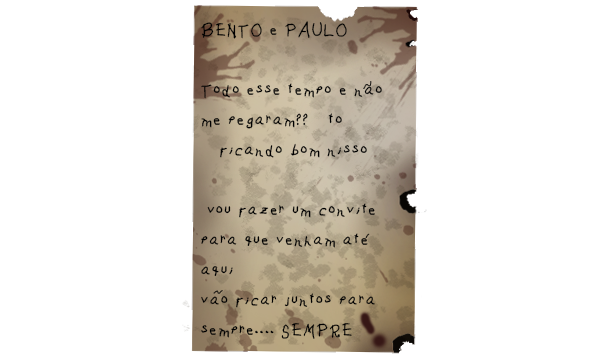 BENTO e PAULO
Todo esse tempo e não
me pegaram?? to
ficando bom nisso
vou fazer um convite
para que venham até
aqui
vão ficar juntos para
sempre.... SEMPRE